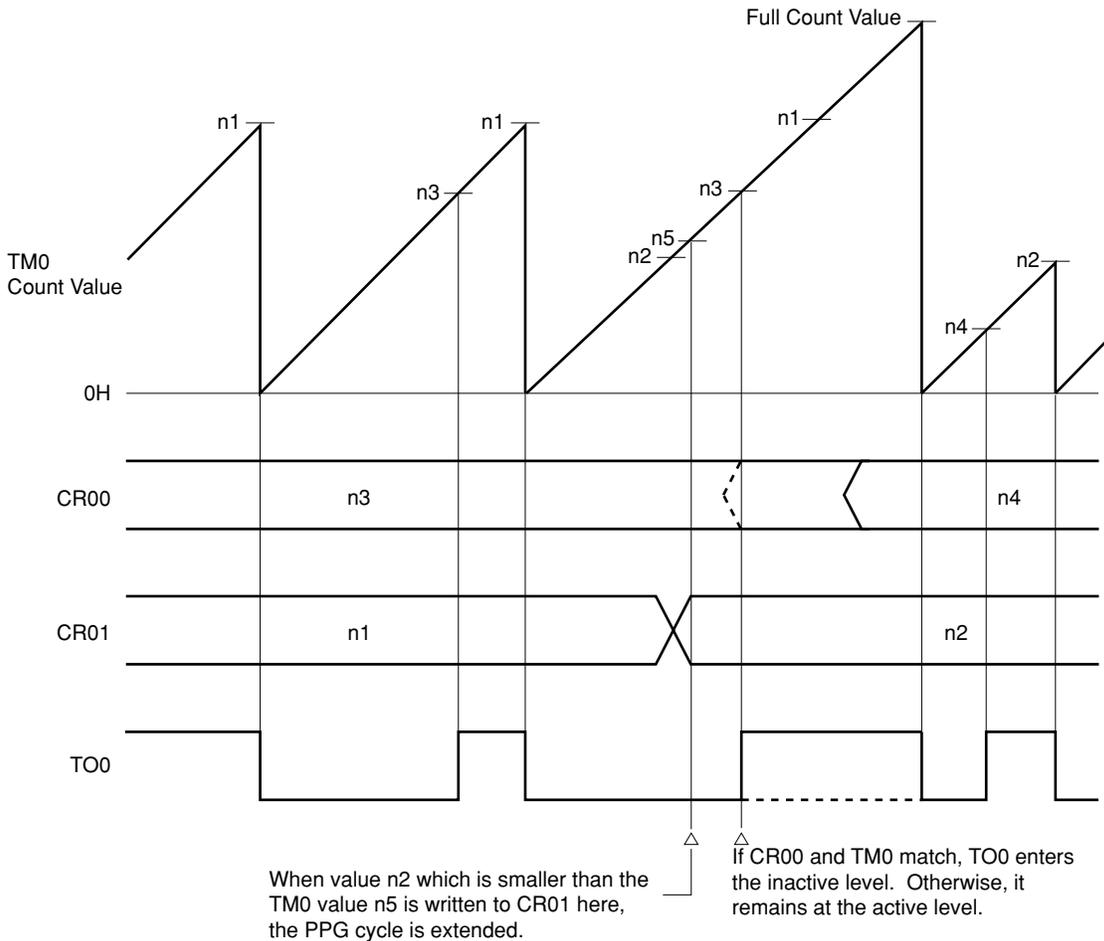 Full Count Value
n1
n1
n1
n3
n3
n5
n2
TM0
Count Value
n2
n4
0H
CR00
n3
n4
CR01
n1
n2
TO0
When value n2 which is smaller than the
TM0 value n5 is written to CR01 here,
the PPG cycle is extended.
If CR00 and TM0 match, TO0 enters
the inactive level.  Otherwise, it
remains at the active level.